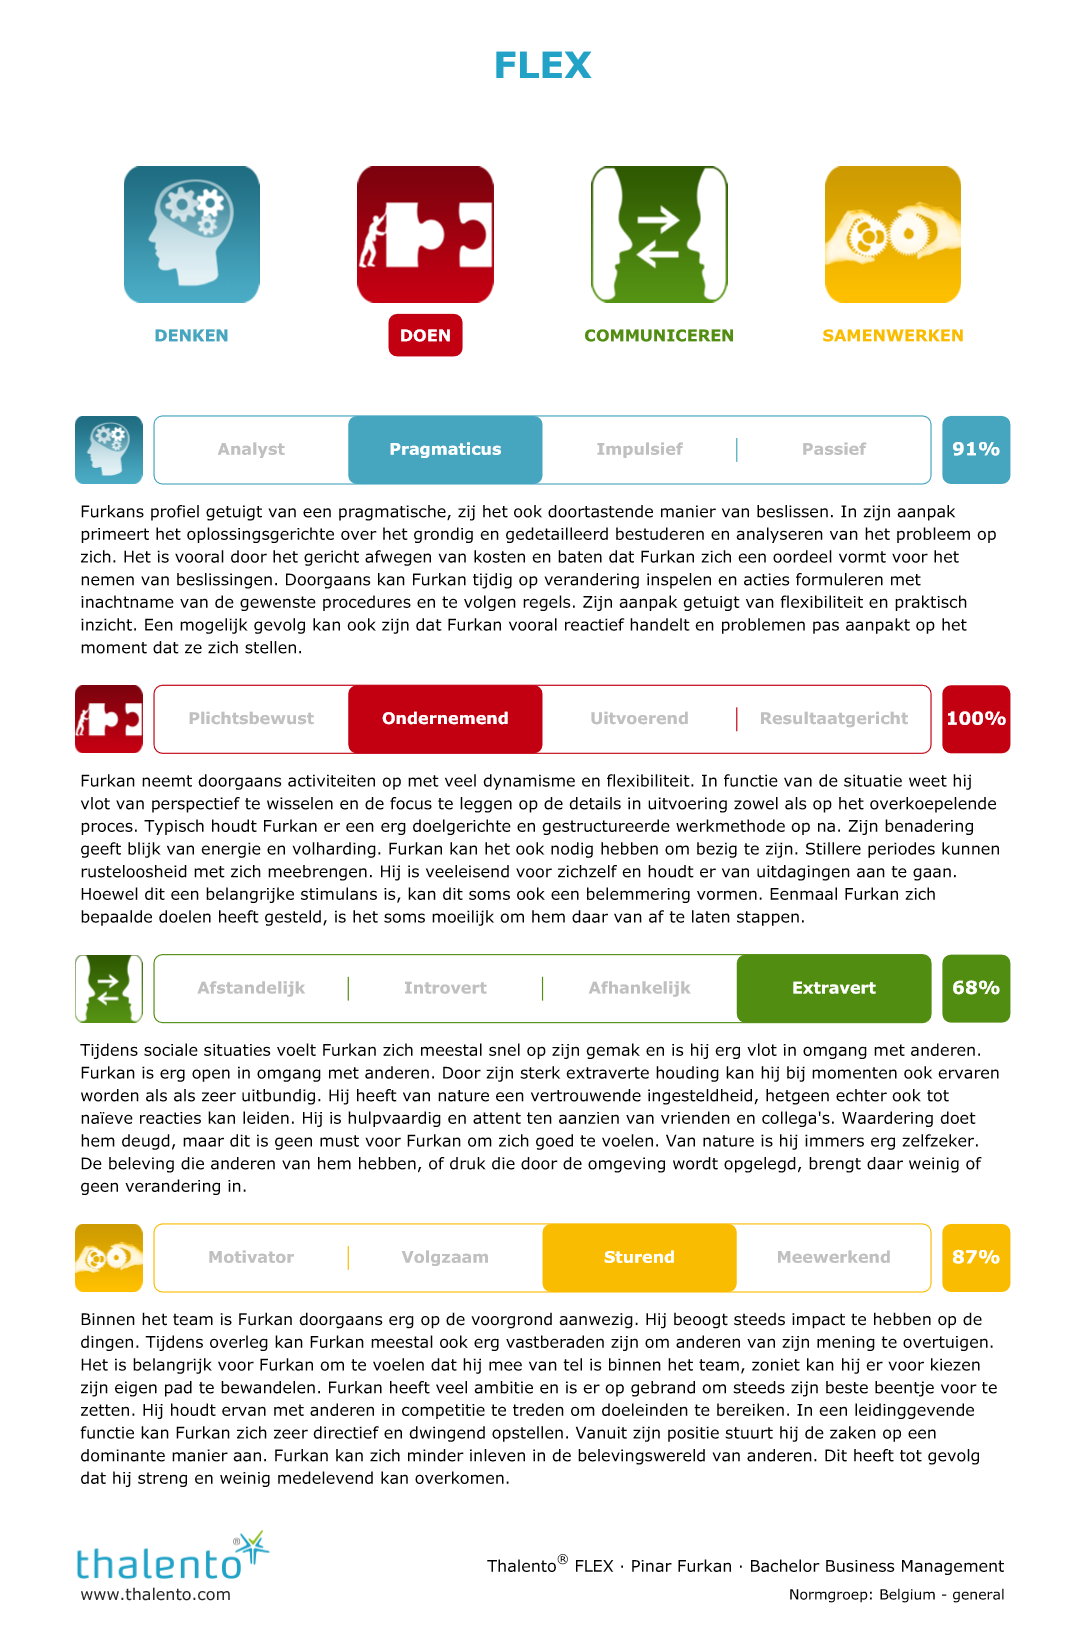 FLEX
DENKEN
DOEN
COMMUNICEREN
SAMENWERKEN
Analyst Pragmaticus Impulsief Passief 91%
Furkans profiel getuigt van een pragmatische, zij het ook doortastende manier van beslissen. In zijn aanpak
primeert het oplossingsgerichte over het grondig en gedetailleerd bestuderen en analyseren van het probleem op
zich. Het is vooral door het gericht afwegen van kosten en baten dat Furkan zich een oordeel vormt voor het
nemen van beslissingen. Doorgaans kan Furkan tijdig op verandering inspelen en acties formuleren met
inachtname van de gewenste procedures en te volgen regels. Zijn aanpak getuigt van flexibiliteit en praktisch
inzicht. Een mogelijk gevolg kan ook zijn dat Furkan vooral reactief handelt en problemen pas aanpakt op het
moment dat ze zich stellen.
Plichtsbewust Ondernemend Uitvoerend Resultaatgericht 100%
Furkan neemt doorgaans activiteiten op met veel dynamisme en flexibiliteit. In functie van de situatie weet hij
vlot van perspectief te wisselen en de focus te leggen op de details in uitvoering zowel als op het overkoepelende
proces. Typisch houdt Furkan er een erg doelgerichte en gestructureerde werkmethode op na. Zijn benadering
geeft blijk van energie en volharding. Furkan kan het ook nodig hebben om bezig te zijn. Stillere periodes kunnen
rusteloosheid met zich meebrengen. Hij is veeleisend voor zichzelf en houdt er van uitdagingen aan te gaan.
Hoewel dit een belangrijke stimulans is, kan dit soms ook een belemmering vormen. Eenmaal Furkan zich
bepaalde doelen heeft gesteld, is het soms moeilijk om hem daar van af te laten stappen.
Afstandelijk Introvert Afhankelijk Extravert 68%
Tijdens sociale situaties voelt Furkan zich meestal snel op zijn gemak en is hij erg vlot in omgang met anderen.
Furkan is erg open in omgang met anderen. Door zijn sterk extraverte houding kan hij bij momenten ook ervaren
worden als als zeer uitbundig. Hij heeft van nature een vertrouwende ingesteldheid, hetgeen echter ook tot
naïeve reacties kan leiden. Hij is hulpvaardig en attent ten aanzien van vrienden en collega's. Waardering doet
hem deugd, maar dit is geen must voor Furkan om zich goed te voelen. Van nature is hij immers erg zelfzeker.
De beleving die anderen van hem hebben, of druk die door de omgeving wordt opgelegd, brengt daar weinig of
geen verandering in.
Motivator Volgzaam Sturend Meewerkend 87%
Binnen het team is Furkan doorgaans erg op de voorgrond aanwezig. Hij beoogt steeds impact te hebben op de
dingen. Tijdens overleg kan Furkan meestal ook erg vastberaden zijn om anderen van zijn mening te overtuigen.
Het is belangrijk voor Furkan om te voelen dat hij mee van tel is binnen het team, zoniet kan hij er voor kiezen
zijn eigen pad te bewandelen. Furkan heeft veel ambitie en is er op gebrand om steeds zijn beste beentje voor te
zetten. Hij houdt ervan met anderen in competitie te treden om doeleinden te bereiken. In een leidinggevende
functie kan Furkan zich zeer directief en dwingend opstellen. Vanuit zijn positie stuurt hij de zaken op een
dominante manier aan. Furkan kan zich minder inleven in de belevingswereld van anderen. Dit heeft tot gevolg
dat hij streng en weinig medelevend kan overkomen.
thalento®
www.thalento.com
Thalento® FLEX · Pinar Furkan · Bachelor Business Management
Normgroep: Belgium - general